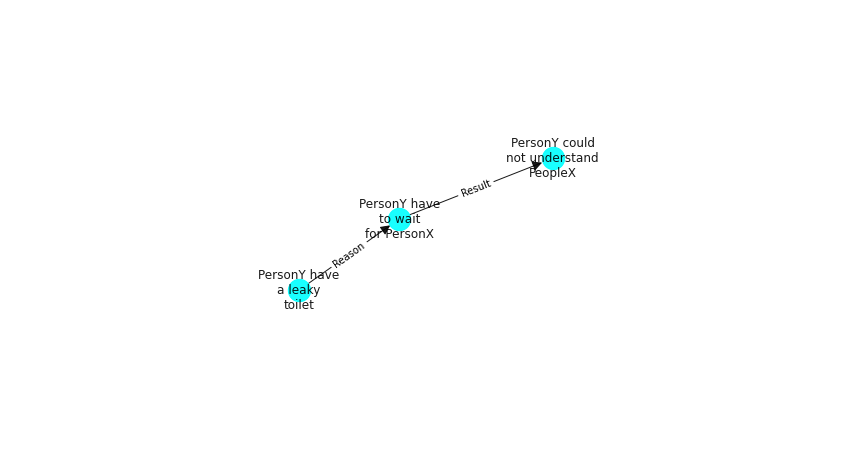 PersonY could
not understand
PeopleX
Result
PersonY have
to wait
for PersonX
Reason
PersonY have
a leaky
toilet